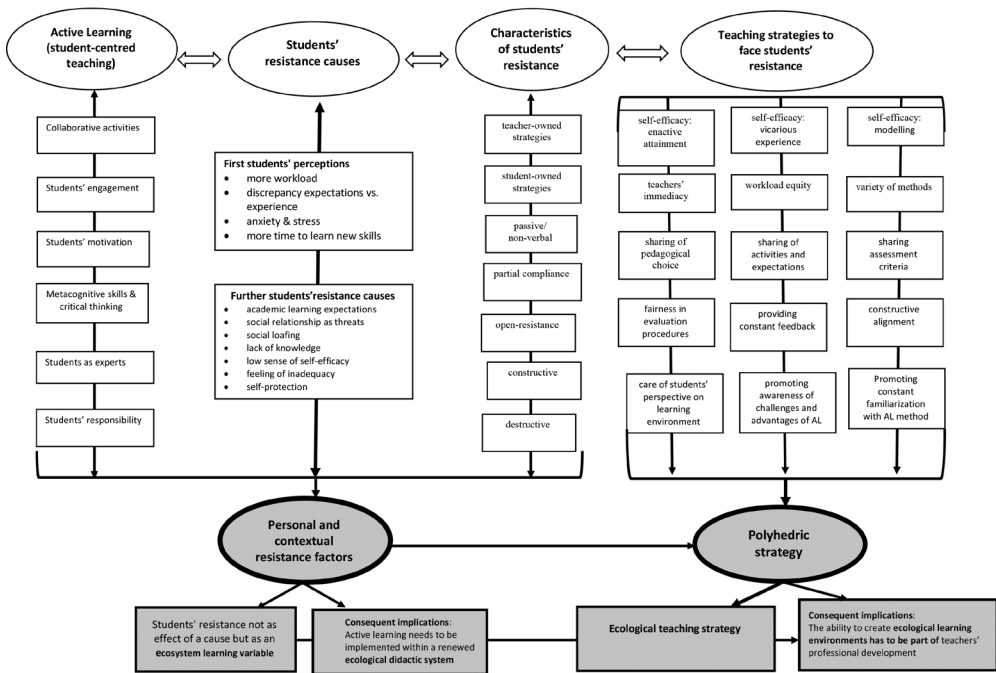 Active Learning
(student-centred
teaching)
Students'
resistance causes
Characteristics
of students'
resistance
Teaching strategies to
face students'
resistance
Collaborative activities
Students' engagement
Students' motivation
Metacognitive skills &
critical thinking
Students as experts
Students' responsibility
First students' perceptions
• more workload
• discrepancy expectations vs.
experience
• anxiety & stress
• more time to learn new skills
Further students'resistance causes
• academic learning expectations
• social relationship as threats
• social loafing
• lack of knowledge
• low sense of self-efficacy
• feeling of inadequacy
• self-protection
teacher-owned
strategies
student-owned
strategies
passive/
non-verbal
partial compliance
open-resistance
constructive
destructive
self-efficacy:
enactive
attainment
teachers'
immediacy
sharing of
pedagogical
choice
fairness in
evaluation
procedures
care of students'
perspective on
learning
environment
self-efficacy:
vicarious
experience
workload equity
sharing of
activities and
expectations
providing
constant feedback
promoting
awareness of
challenges and
advantages of AL
self-efficacy:
modelling
variety of methods
sharing
assessment
criteria
constructive
alignment
Promoting
constant
familiarization
with AL method
Personal and
contextual
resistance factors
Polyhedric
strategy
Students' resistance not as
effect of a cause but as an
ecosystem learning variable
Consequent implications:
Active learning needs to be
implemented within a renewed
ecological didactic system
Ecological teaching strategy
Consequent implications:
The ability to create ecological learning
environments has to be part of teachers'
professional development